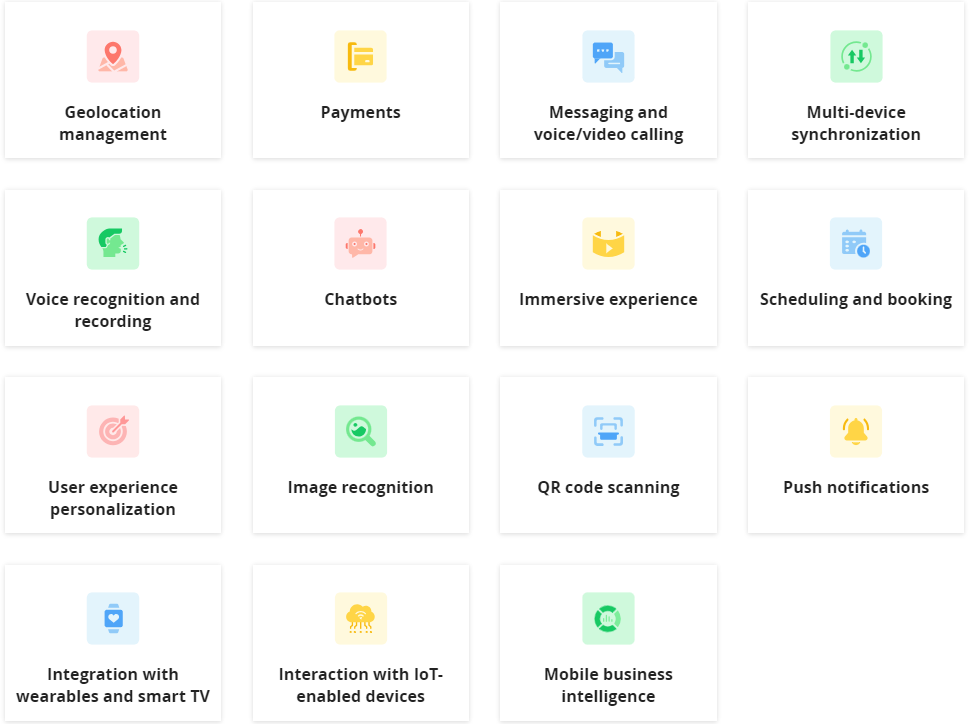 Geolocation
management
Payments
Messaging and
voice/video calling
Multi-device
synchronization
Voice recognition and
recording
Chatbots
Immersive experience
Scheduling and booking
User experience
personalization
Image recognition
QR code scanning
Push notifications
Integration with
wearables and smart TV
Interaction with IoT-
enabled devices
Mobile business
intelligence